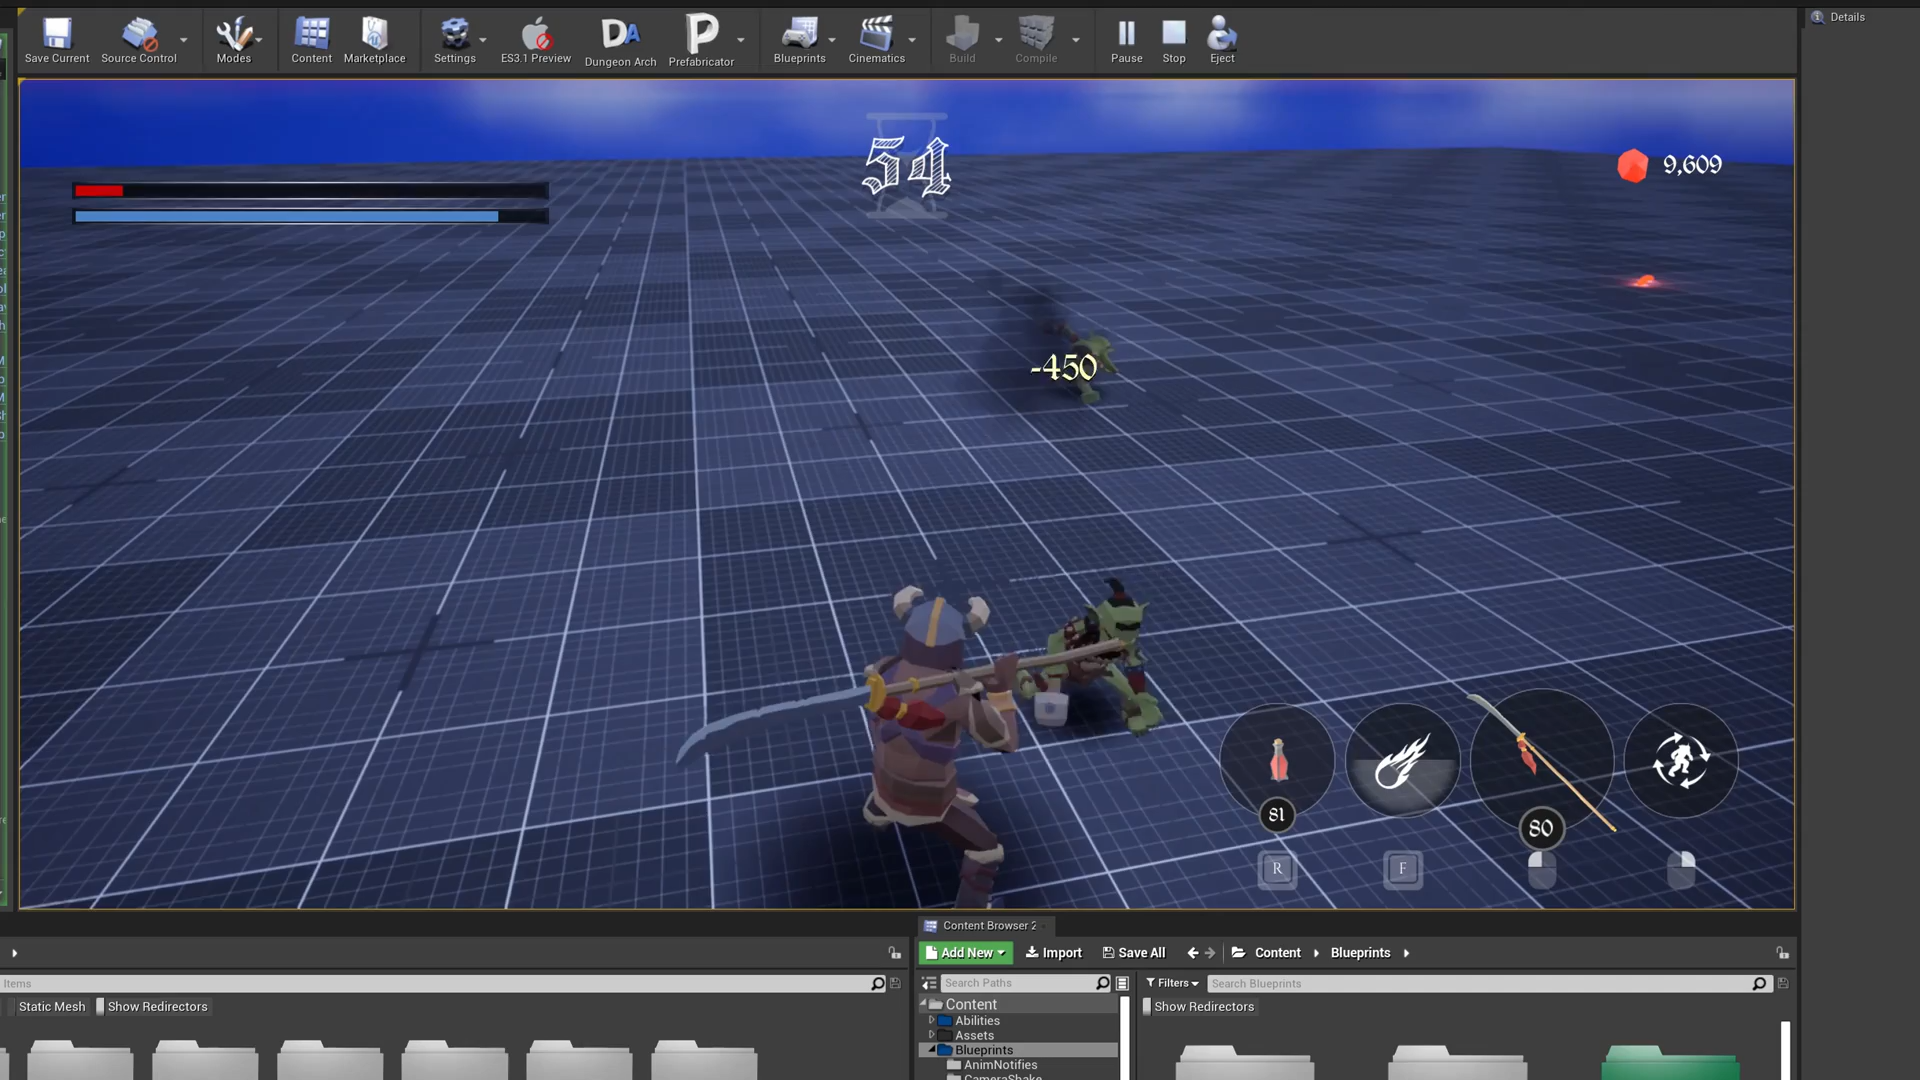 Details
Save Current
Source Control
Modes
Content
Marketplace
Settings
ES3.1 Preview
Dungeon Arch
Prefabricator
Blueprints
Cinematics
Build
Compile
Pause
Stop
Eject
54
9,609
-450
81
80
R
F
Content Browser 2
Add New
Import
Save All
Content
Blueprints
Items
Search Paths
Filters
Search Blueprints
Static Mesh
Show Redirectors
Content
Show Redirectors
Abilities
Assets
Blueprints
AnimNotifies
CameraShake